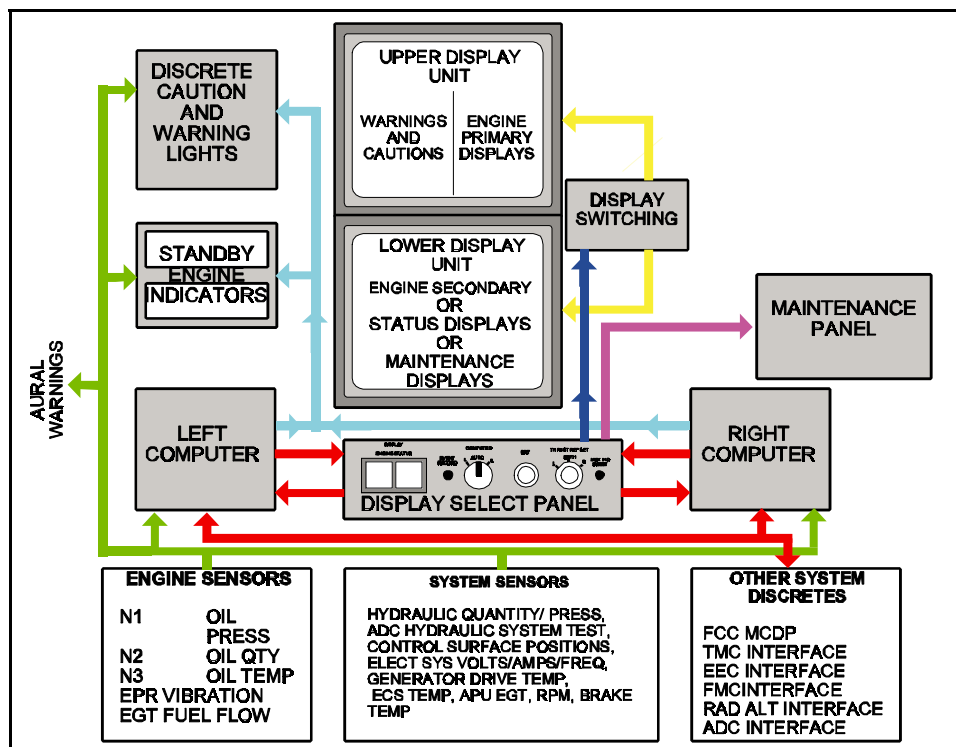 DISCRETE
CAUTION
AND
WARNING
LIGHTS
UPPER DISPLAY
UNIT
WARNINGS
AND
CAUTIONS
ENGINE
PRIMARY
DISPLAYS
DISPLAY
SWITCHING
STANDBY
ENGINE
INDICATORS
LOWER DISPLAY
UNIT
ENGINE SECONDARY
OR
STATUS DISPLAYS
OR
MAINTENANCE
DISPLAYS
MAINTENANCE
PANEL
AURAL
WARNINGS
LEFT
COMPUTER
DISPLAY
AUTO
DISPLAY SELECT PANEL
RIGHT
COMPUTER
ENGINE SENSORS
N1 OIL
PRESS
N2 OIL QTY
N3 OIL TEMP
EPR VIBRATION
EGT FUEL FLOW
SYSTEM SENSORS
HYDRAULIC QUANTITY/ PRESS,
ADC HYDRAULIC SYSTEM TEST,
CONTROL SURFACE POSITIONS,
ELECT SYS VOLTS/AMPS/FREQ,
GENERATOR DRIVE TEMP,
ECS TEMP, APU EGT, RPM, BRAKE
TEMP
OTHER SYSTEM
DISCRETES
FCC MCDP
TMC INTERFACE
EEC INTERFACE
FMCINTERFACE
RAD ALT INTERFACE
ADC INTERFACE